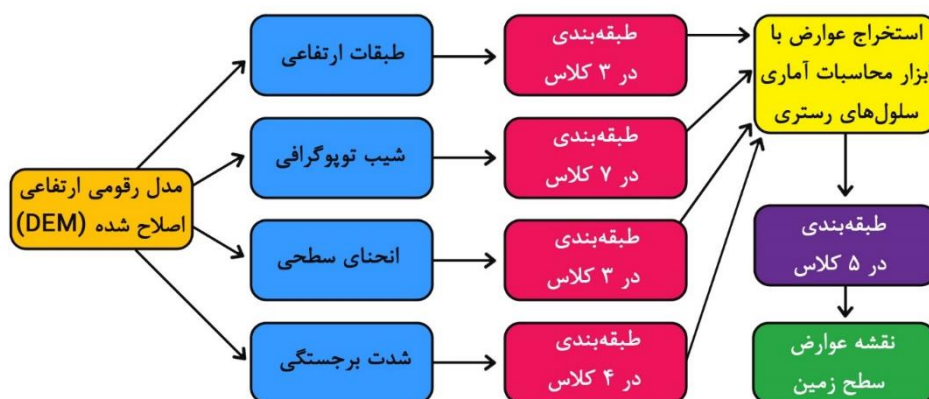 مدل رقومی ارتفاعی
اصلاح شده (DEM)
طبقات ارتفاعی
طبقه‌بندی
در ۳ کلاس
شیب توپوگرافی
طبقه‌بندی
در ۷ کلاس
انحنای سطحی
طبقه‌بندی
در ۳ کلاس
شدت برجستگی
طبقه‌بندی
در ۴ کلاس
استخراج عوارض با
بزار محاسبات آماری
سلول‌های رستری
طبقه‌بندی
در ۵ کلاس
نقشه عوارض
سطح زمین